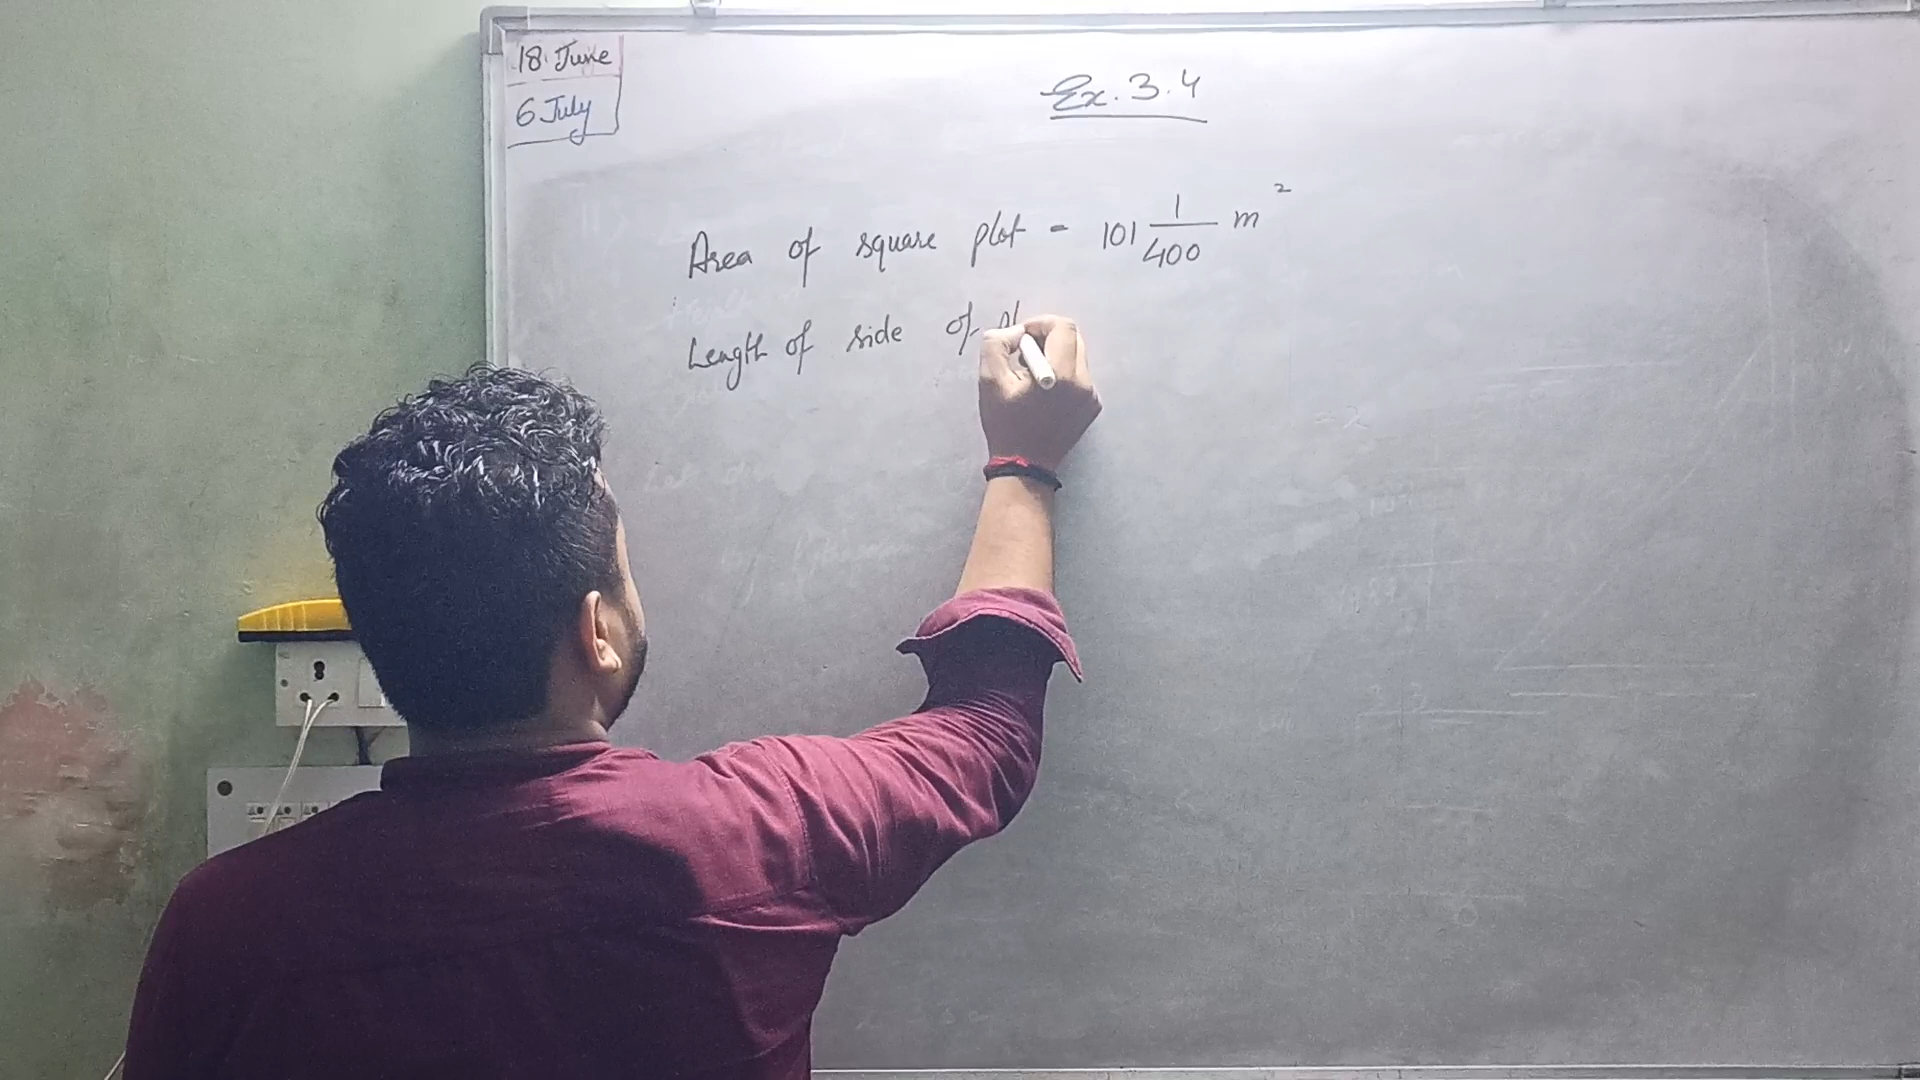 18. June
6 July
Ex. 3.4
Area of square plot = 101 1/400 m²
Length of side of pl